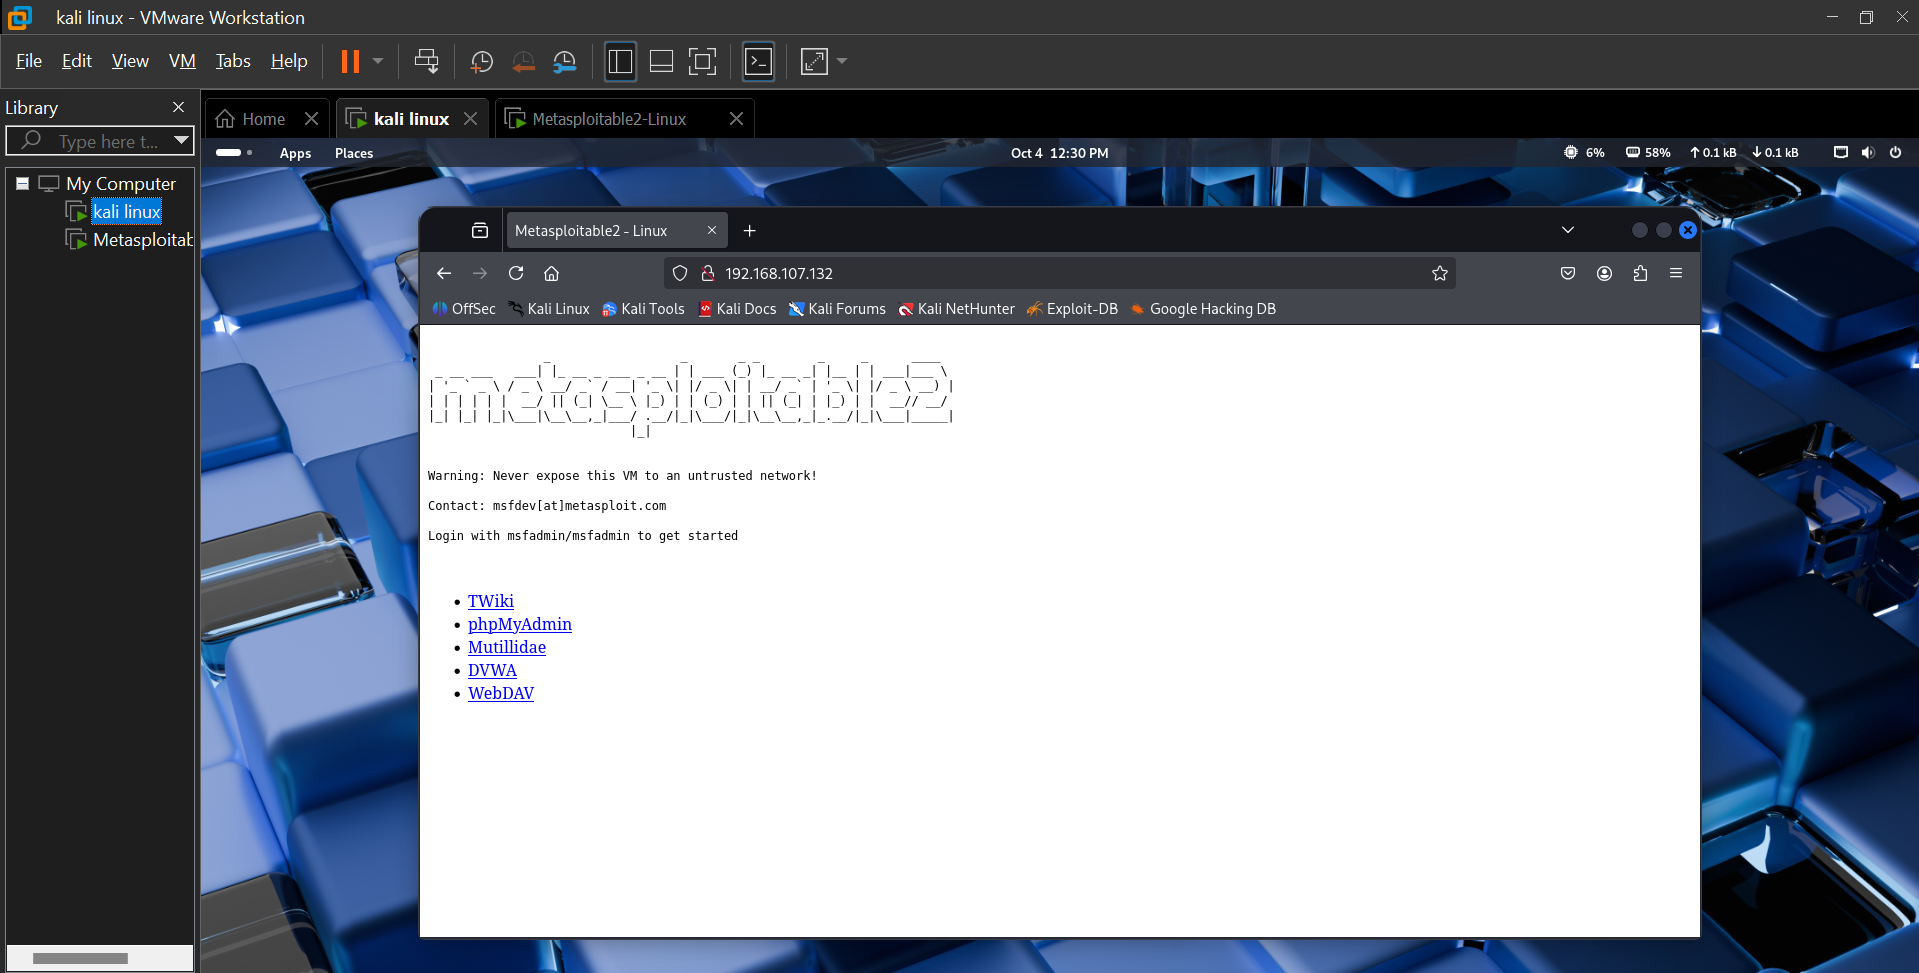 kali linux - VMware Workstation
File Edit View VM Tabs Help
Library
Home kali linux Metasploitable2-Linux
Type here t...
Apps Places Oct 4 12:30 PM 6% 58% 0.1 kB 0.1 kB
My Computer
kali linux
Metasploitab
Metasploitable2 - Linux
192.168.107.132
OffSec Kali Linux Kali Tools Kali Docs Kali Forums Kali NetHunter Exploit-DB Google Hacking DB
metasploitable2
Warning: Never expose this VM to an untrusted network!
Contact: msfdev[at]metasploit.com
Login with msfadmin/msfadmin to get started
TWiki
phpMyAdmin
Mutillidae
DVWA
WebDAV